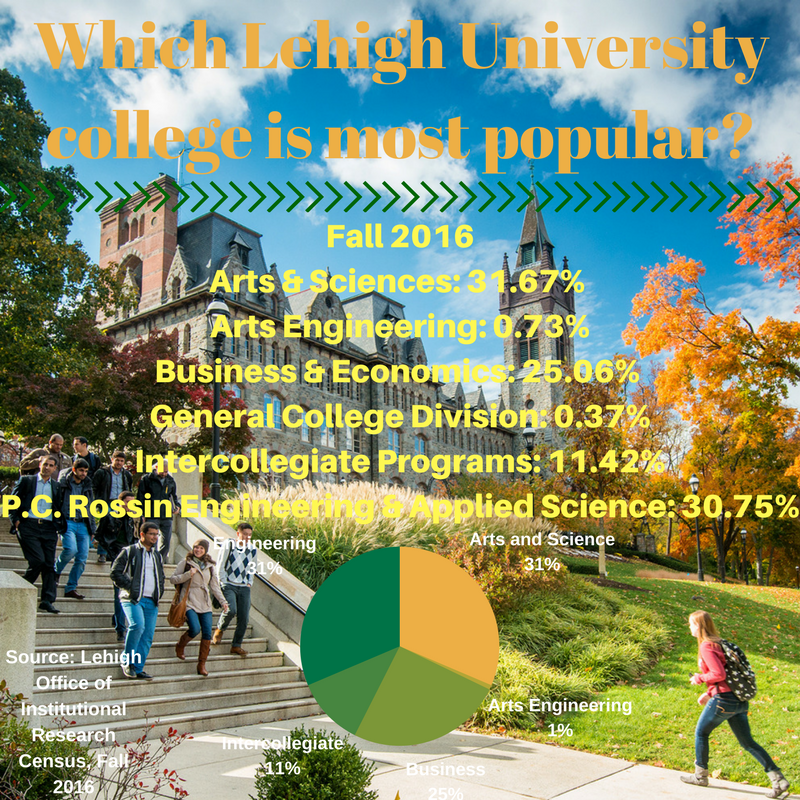 Which Lehigh University
college is most popular?
Fall 2016
Arts & Sciences: 31.67%
Arts Engineering: 0.73%
Business & Economics: 25.06%
General College Division: 0.37%
Intercollegiate Programs: 11.42%
P.C. Rossin Engineering & Applied Science: 30.75%
Engineering
31%
Arts and Science
31%
Arts Engineering
1%
Intercollegiate
11%
Business
25%
Source: Lehigh
Office of
Institutional
Research
Census, Fall
2016